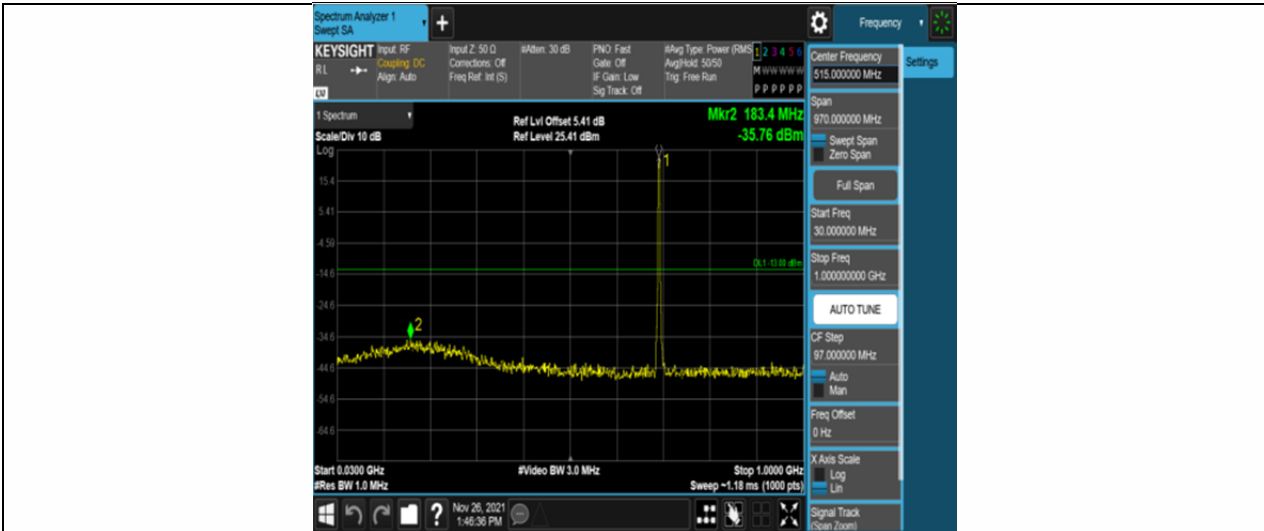 Spectrum Analyzer 1
Swept SA
+
Frequency
KEYSIGHT
Input: RF
Coupling: DC
Align: Auto
Input Z: 50 Ω
Corrections: Off
Freq Ref: Int (S)
#Atten: 30 dB
PNO: Fast
Gate: Off
IF Gain: Low
Sig Track: Off
#Avg Type: Power (RMS
Avg|Hold: 50/50
Trig: Free Run
1 2 3 4 5 6
M W W W W W
P P P P P P
RL
LV
1 Spectrum
Scale/Div 10 dB
Ref Lvl Offset 5.41 dB
Ref Level 25.41 dBm
Mkr2 183.4 MHz
-35.76 dBm
Log
15.4
5.41
-4.59
-14.6
-24.6
-34.6
-44.6
-54.6
-64.6
1
2
DL1 -13.00 dBm
Start 0.0300 GHz
#Video BW 3.0 MHz
Stop 1.0000 GHz
#Res BW 1.0 MHz
Sweep ~1.18 ms (1000 pts)
?
Nov 26, 2021
1:46:36 PM
Center Frequency
515.000000 MHz
Settings
Span
970.000000 MHz
Swept Span
Zero Span
Full Span
Start Freq
30.000000 MHz
Stop Freq
1.000000000 GHz
AUTO TUNE
CF Step
97.000000 MHz
Auto
Man
Freq Offset
0 Hz
X Axis Scale
Log
Lin
Signal Track
(Span Zoom)